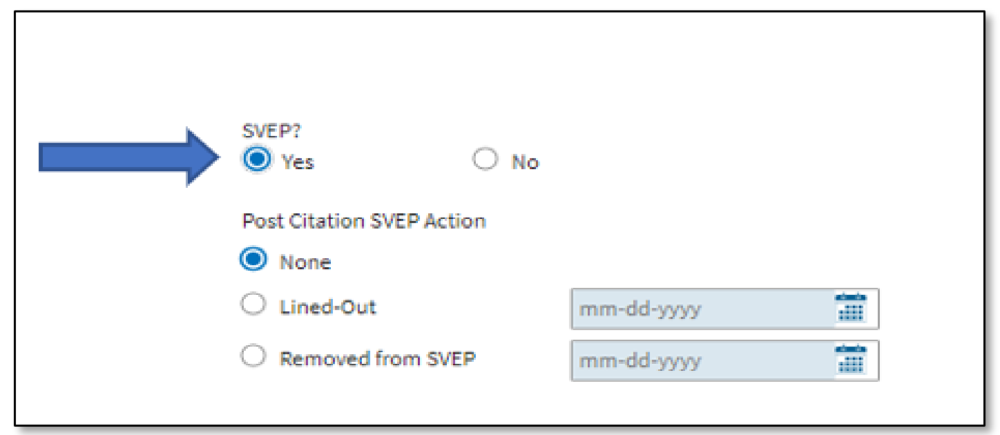 SVEP?
Yes No
Post Citation SVEP Action
None
Lined-Out mm-dd-yyyy
Removed from SVEP mm-dd-yyyy